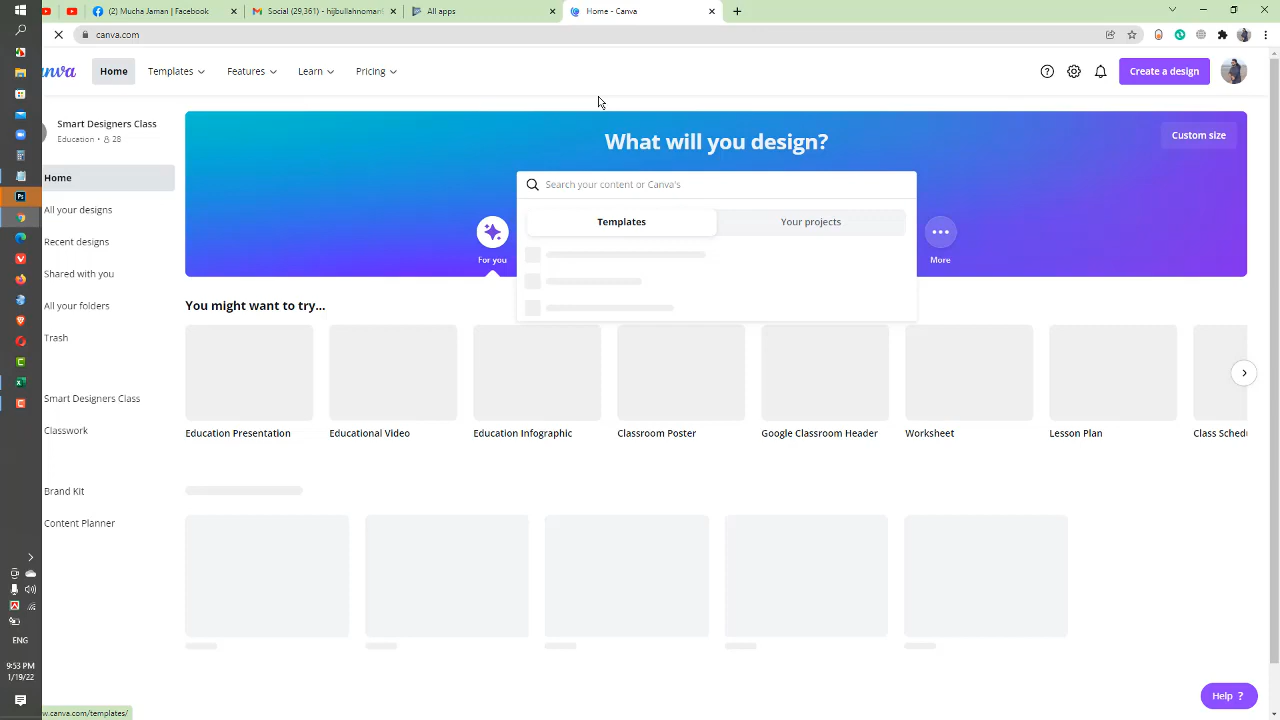 (2) Mucha Jaman | Facebook
Social (29,361) - hijbullahnoman
All apps
Home - Canva
canva.com
Home
Templates
Features
Learn
Pricing
Create a design
Smart Designers Class
Education • 28
What will you design?
Custom size
Search your content or Canva's
Home
Templates
Your projects
All your designs
Recent designs
For you
More
Shared with you
All your folders
You might want to try...
Trash
Smart Designers Class
Classwork
Education Presentation
Educational Video
Education Infographic
Classroom Poster
Google Classroom Header
Worksheet
Lesson Plan
Class Schedu
Brand Kit
Content Planner
ENG
9:53 PM
1/19/22
Help ?
w.canva.com/templates/